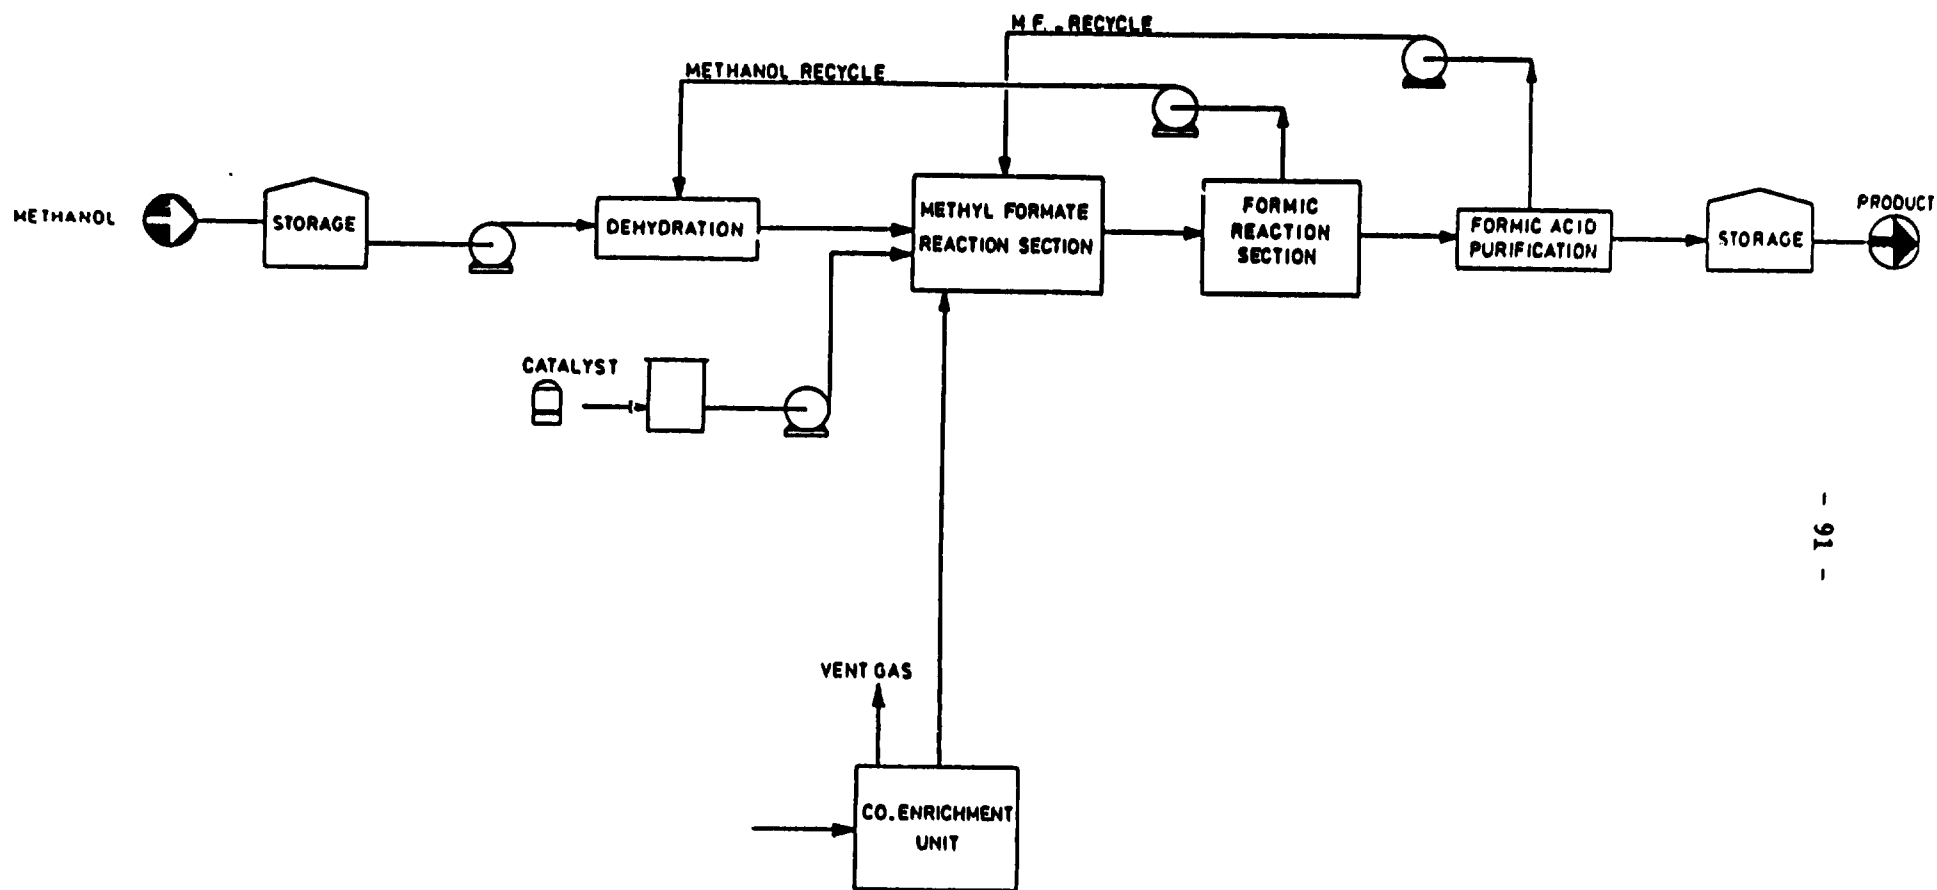 M F.. RECYCLE
METHANOL RECYCLE
METHANOL
STORAGE
DEHYDRATION
METHYL FORMATE
REACTION SECTION
FORMIC
REACTION
SECTION
FORMIC ACID
PURIFICATION
STORAGE
PRODUCT
CATALYST
- 91 -
VENT GAS
CO. ENRICHMENT
UNIT